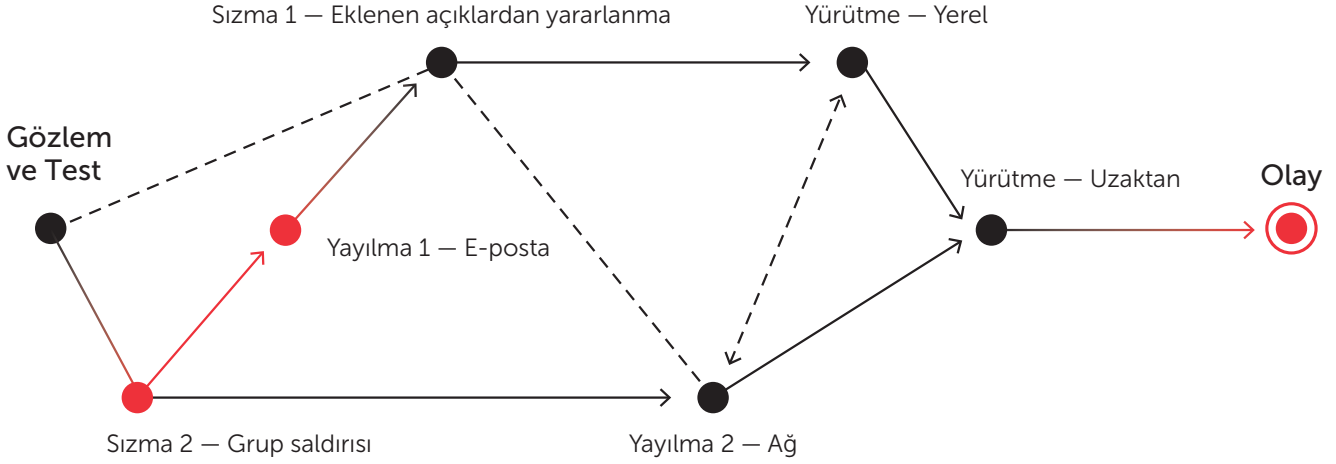 Sızma 1 — Eklenen açıklardan yararlanma
Yürütme — Yerel
Gözlem
ve Test
Yürütme — Uzaktan
Olay
Yayılma 1 — E-posta
Sızma 2 — Grup saldırısı
Yayılma 2 — Ağ